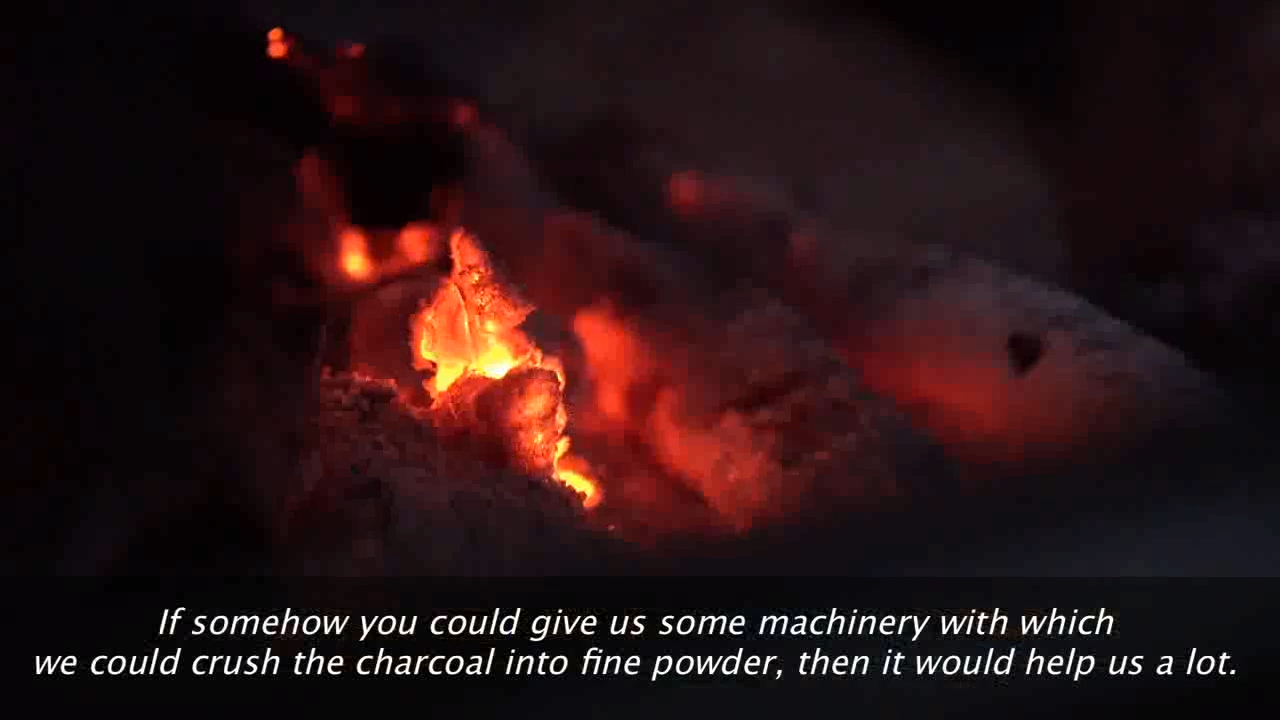 If somehow you could give us some machinery with which
we could crush the charcoal into fine powder, then it would help us a lot.